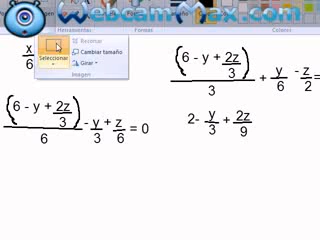 WebcamMax.com
Herramientas
Formas
Colores
Recortar
Cambiar tamaño
Girar
Seleccionar
Imagen
x
6
(6 - y + 2z/3)/3 + y/6 - z/2 =
(6 - y + 2z/3)/6 - y/3 + z/6 = 0
2 - y/3 + 2z/9